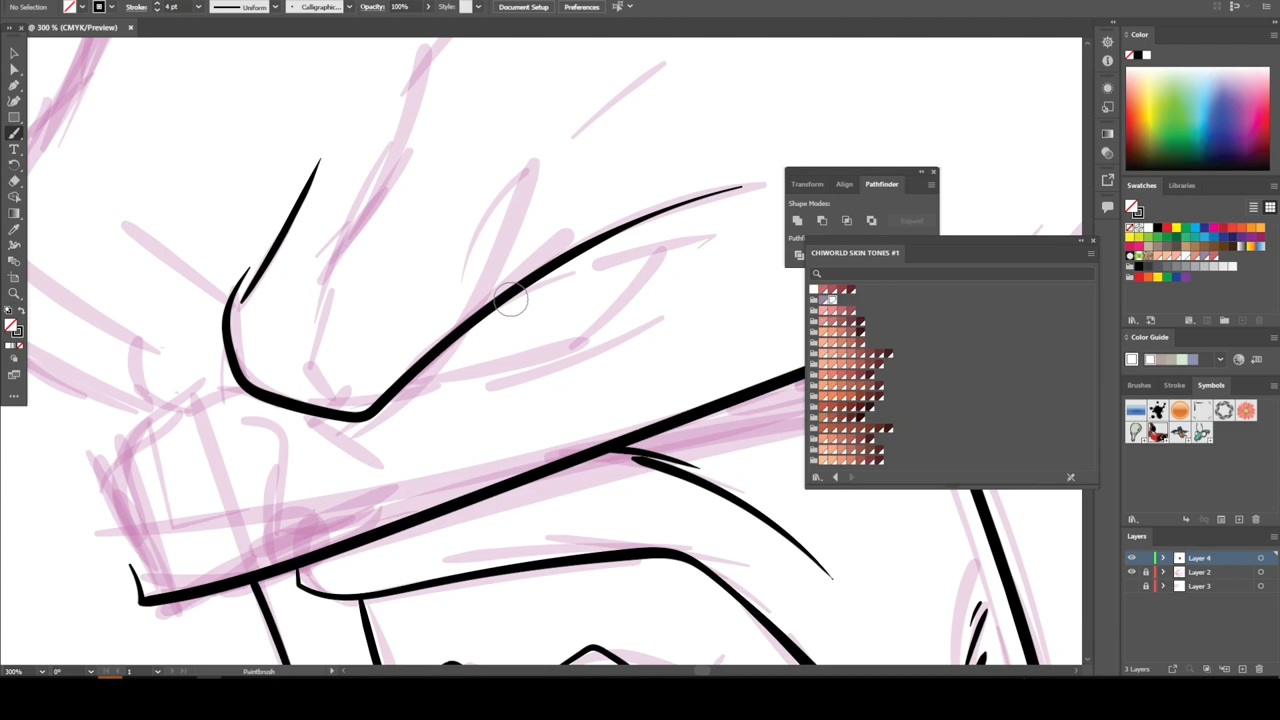 No Selection Stroke: 4 pt Uniform Calligraphic... Opacity: 100% Style: Document Setup Preferences
@ 300 % (CMYK/Preview)
Color
Transform Align Pathfinder
Shape Modes:
Expand
Pathfi
CHIWORLD SKIN TONES #1
Swatches Libraries
Color Guide
Brushes Stroke Symbols
Layers
Layer 4
Layer 2
Layer 3
3 Layers
300% 0° 1 Paintbrush